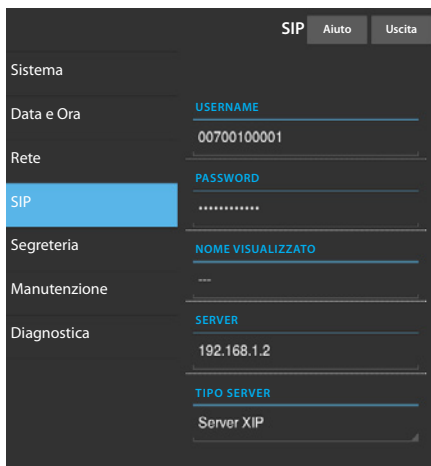 SIP Aiuto Uscita
Sistema
Data e Ora
Rete
SIP
Segreteria
Manutenzione
Diagnostica
USERNAME
00700100001
PASSWORD
••••••••••••
NOME VISUALIZZATO
---
SERVER
192.168.1.2
TIPO SERVER
Server XIP